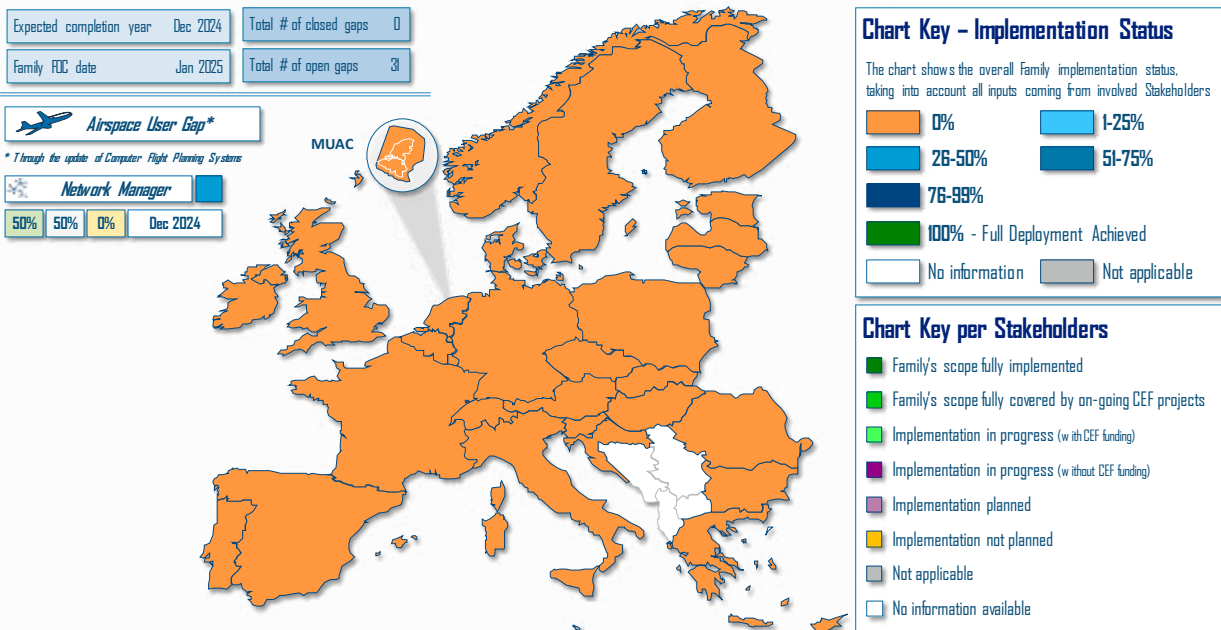 Expected completion year Dec 2024
Total # of closed gaps 0
Family FOC date Jan 2025
Total # of open gaps 31
Airspace User Gap*
* Through the update of Computer Flight Planning Systems
Network Manager
50% 50% 0% Dec 2024
MUAC
Chart Key – Implementation Status
The chart shows the overall Family implementation status,
taking into account all inputs coming from involved Stakeholders
0% 1-25%
26-50% 51-75%
76-99%
100% - Full Deployment Achieved
No information Not applicable
Chart Key per Stakeholders
Family's scope fully implemented
Family's scope fully covered by on-going CEF projects
Implementation in progress (with CEF funding)
Implementation in progress (without CEF funding)
Implementation planned
Implementation not planned
Not applicable
No information available